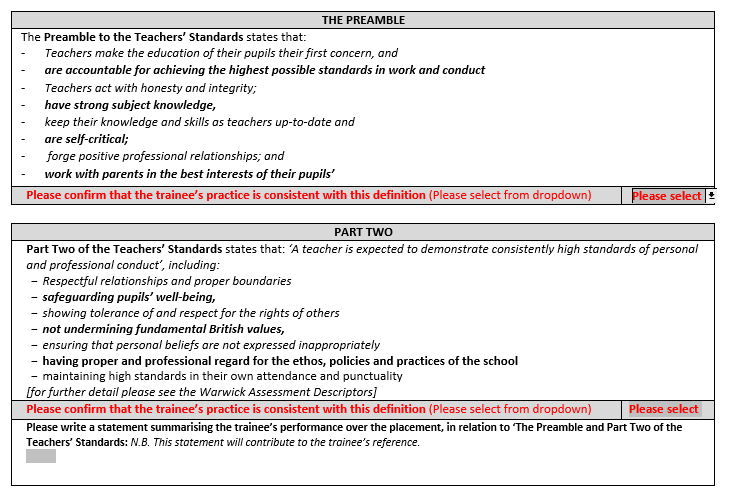 THE PREAMBLE
The Preamble to the Teachers' Standards states that:
- Teachers make the education of their pupils their first concern, and
- are accountable for achieving the highest possible standards in work and conduct
- Teachers act with honesty and integrity;
- have strong subject knowledge,
- keep their knowledge and skills as teachers up-to-date and
- are self-critical;
- forge positive professional relationships; and
- work with parents in the best interests of their pupils'
Please confirm that the trainee's practice is consistent with this definition (Please select from dropdown) Please select
PART TWO
Part Two of the Teachers' Standards states that: 'A teacher is expected to demonstrate consistently high standards of personal
and professional conduct', including:
– Respectful relationships and proper boundaries
– safeguarding pupils' well-being,
– showing tolerance of and respect for the rights of others
– not undermining fundamental British values,
– ensuring that personal beliefs are not expressed inappropriately
– having proper and professional regard for the ethos, policies and practices of the school
– maintaining high standards in their own attendance and punctuality
[for further detail please see the Warwick Assessment Descriptors]
Please confirm that the trainee's practice is consistent with this definition (Please select from dropdown) Please select
Please write a statement summarising the trainee's performance over the placement, in relation to 'The Preamble and Part Two of the
Teachers' Standards: N.B. This statement will contribute to the trainee's reference.